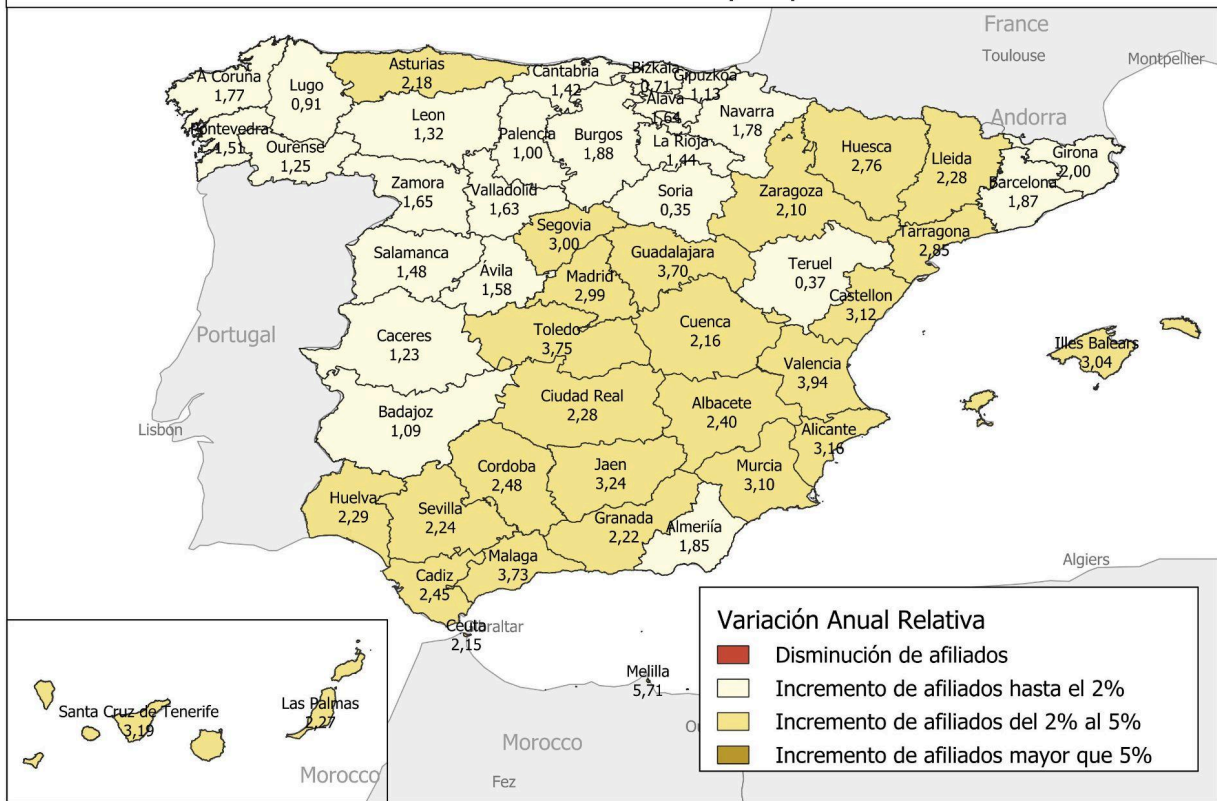 France
Toulouse
Montpellier
Andorra
Asturias
2,18
Cantabria
1,42
Bizkaia
0,71
Gipuzkoa
1,13
A Coruña
1,77
Lugo
0,91
Alava
1,64
Navarra
1,78
Leon
1,32
Palencia
1,00
Burgos
1,88
La Rioja
1,44
Pontevedra
1,51
Ourense
1,25
Huesca
2,76
Lleida
2,28
Girona
2,00
Barcelona
1,87
Zamora
1,65
Valladolid
1,63
Soria
0,35
Zaragoza
2,10
Tarragona
2,85
Segovia
3,00
Salamanca
1,48
Ávila
1,58
Guadalajara
3,70
Madrid
2,99
Teruel
0,37
Castellon
3,12
Portugal
Caceres
1,23
Toledo
3,75
Cuenca
2,16
Valencia
3,94
Illes Balears
3,04
Lisbon
Badajoz
1,09
Ciudad Real
2,28
Albacete
2,40
Alicante
3,16
Cordoba
2,48
Jaen
3,24
Murcia
3,10
Huelva
2,29
Sevilla
2,24
Granada
2,22
Almeriía
1,85
Malaga
3,73
Cadiz
2,45
Algiers
Ceuta
2,15
Gibraltar
Melilla
5,71
Morocco
Fez
Santa Cruz de Tenerife
3,19
Las Palmas
2,27
Morocco
Variación Anual Relativa
Disminución de afiliados
Incremento de afiliados hasta el 2%
Incremento de afiliados del 2% al 5%
Incremento de afiliados mayor que 5%